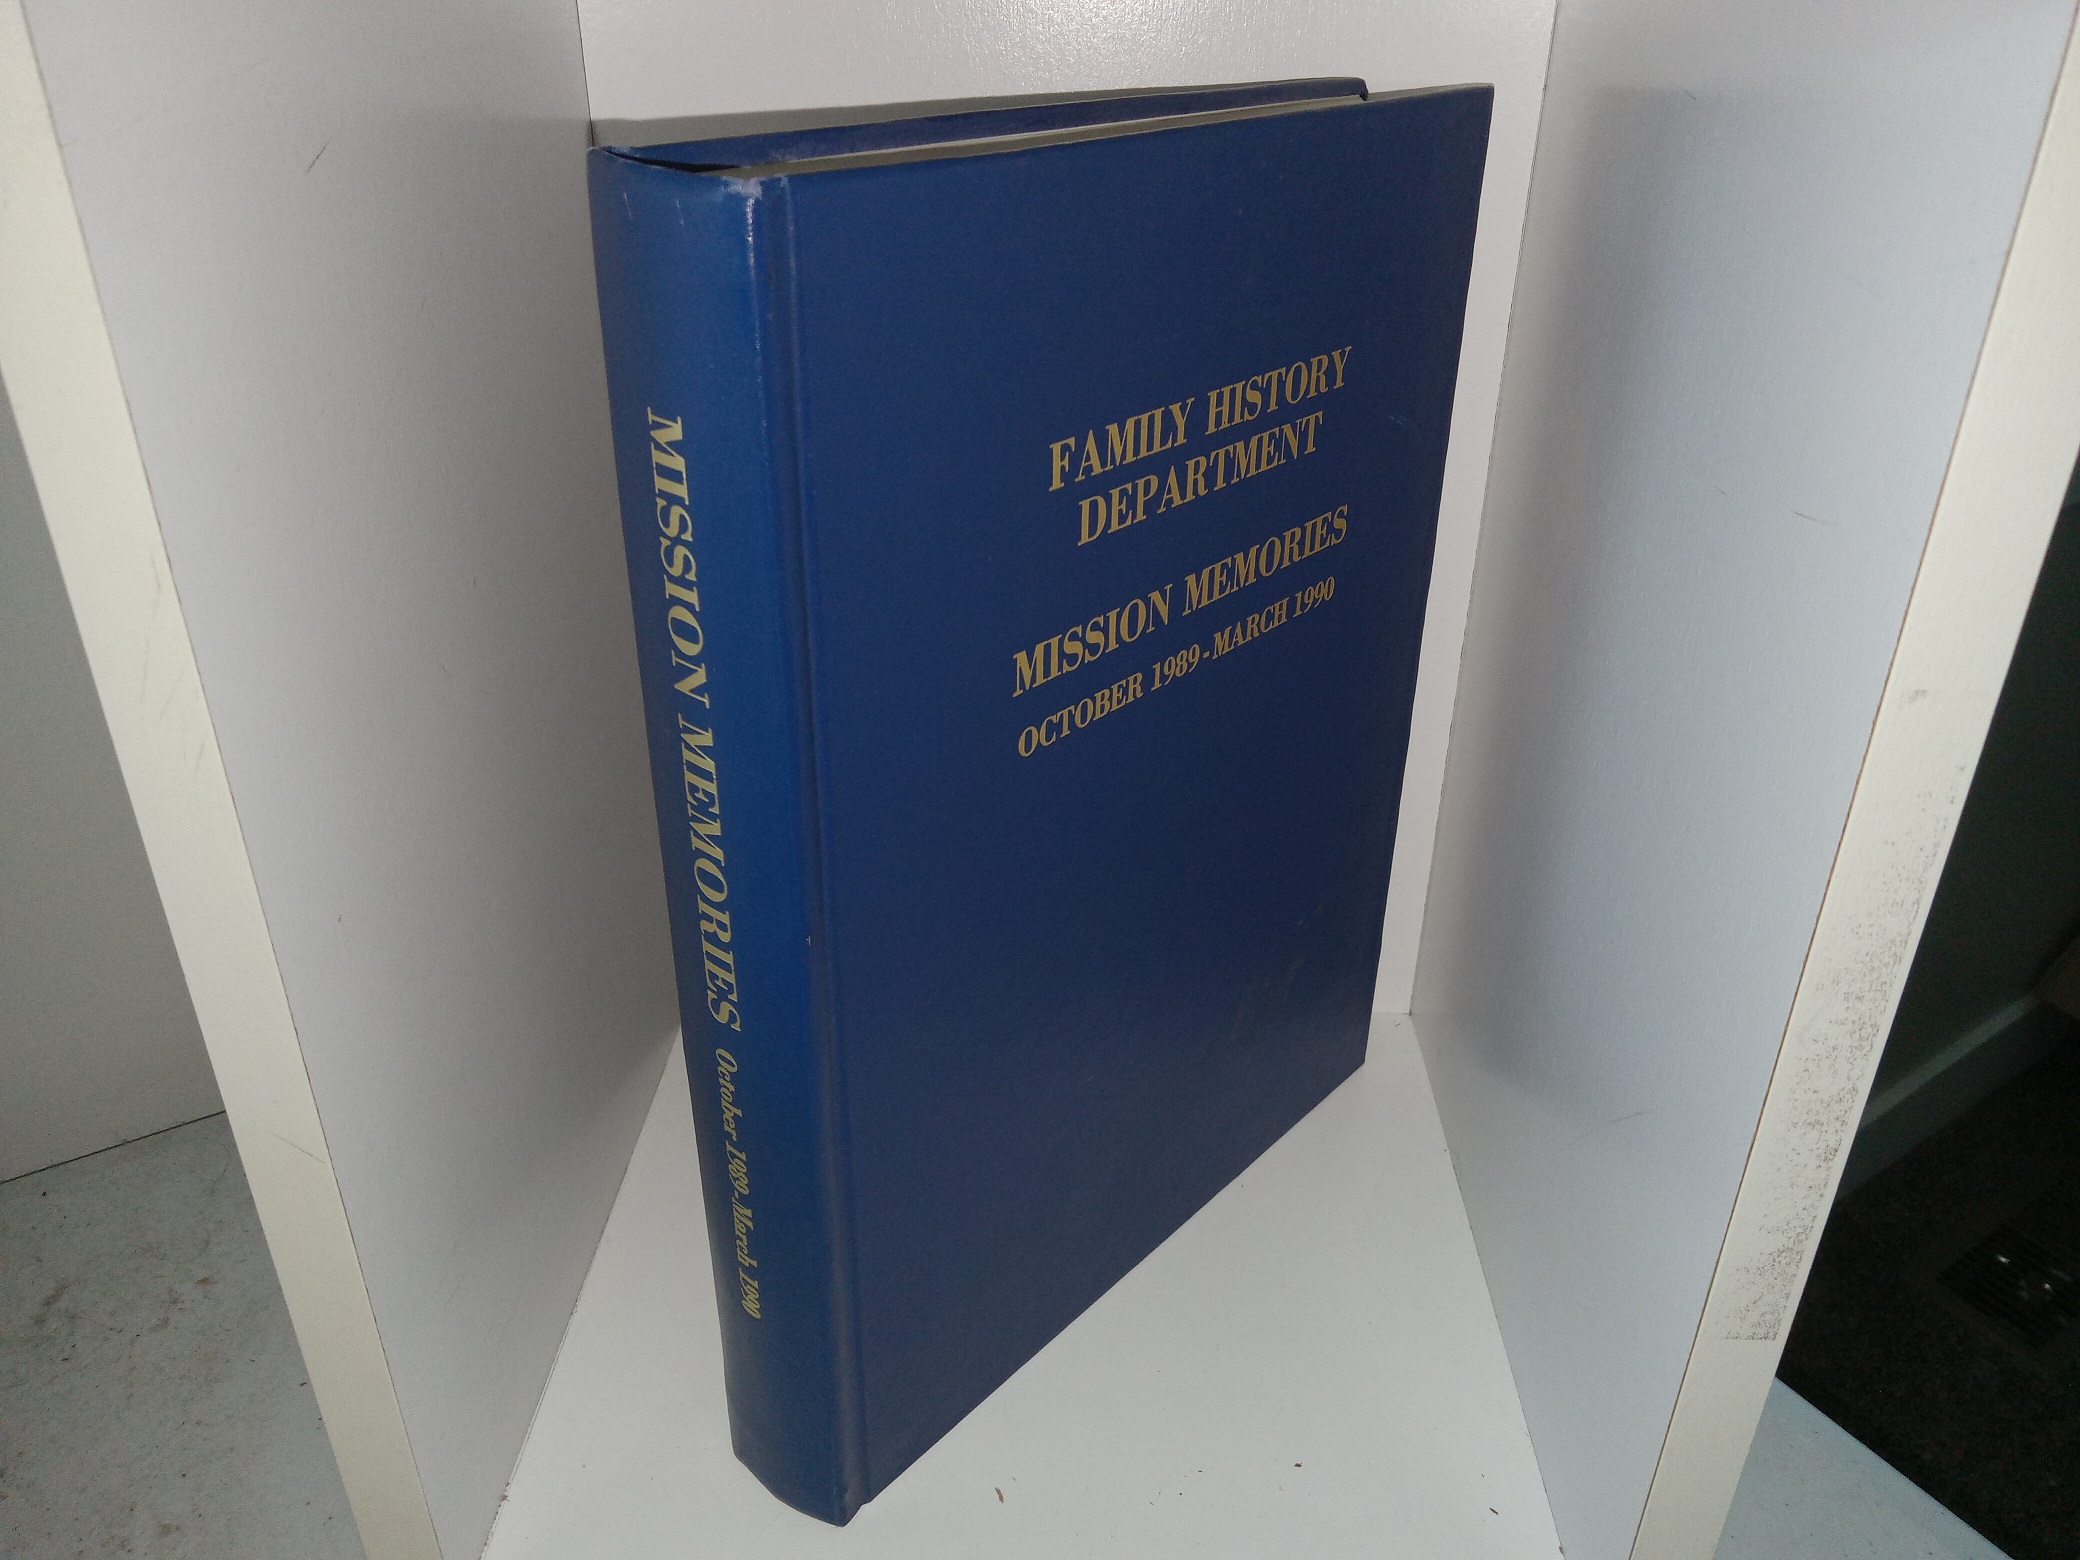 MISSION MEMORIES October 1989-March 1990
FAMILY HISTORY
DEPARTMENT
MISSION MEMORIES
OCTOBER 1989-MARCH 1990